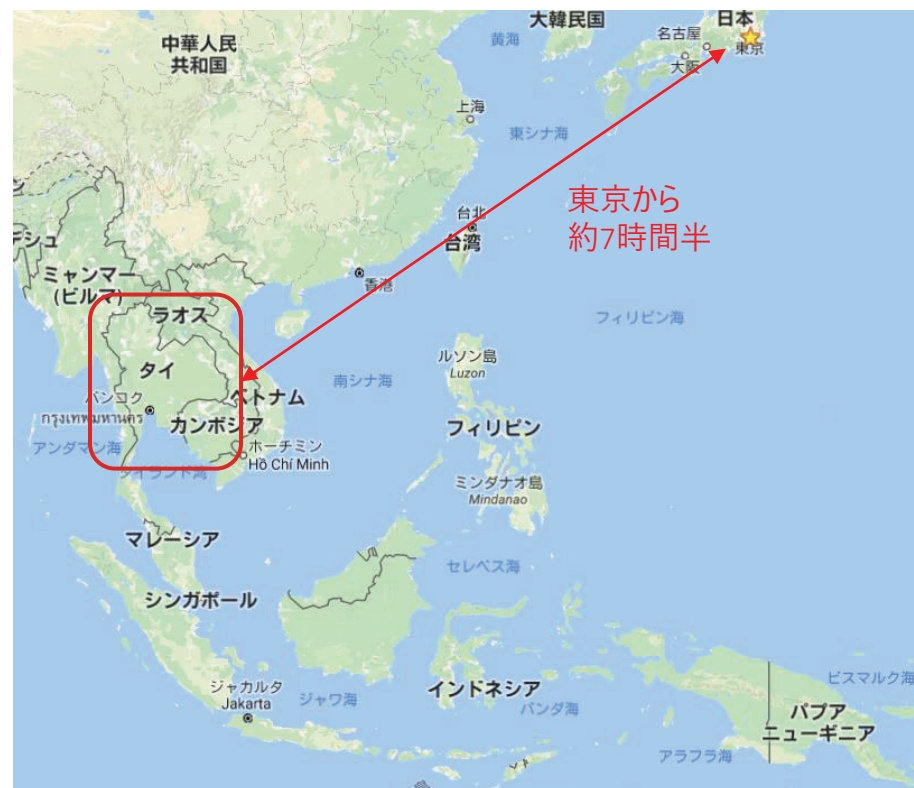 大韓民国
日本
黄海
名古屋
東京
大阪
中華人民
共和国
上海
東シナ海
東京から
約7時間半
台北
台湾
デシュ
ミャンマー
(ビルマ)
香港
ラオス
フィリピン海
ルソン島
Luzon
タイ
南シナ海
バンコク
กรุงเทพมหานคร
ベトナム
カンボジア
フィリピン
アンダマン海
ホーチミン
Hồ Chí Minh
タイランド湾
ミンダナオ島
Mindanao
マレーシア
セレベス海
シンガポール
ジャカルタ
Jakarta
ジャワ海
インドネシア
バンダ海
ビスマルク海
パプア
ニューギニア
アラフラ海